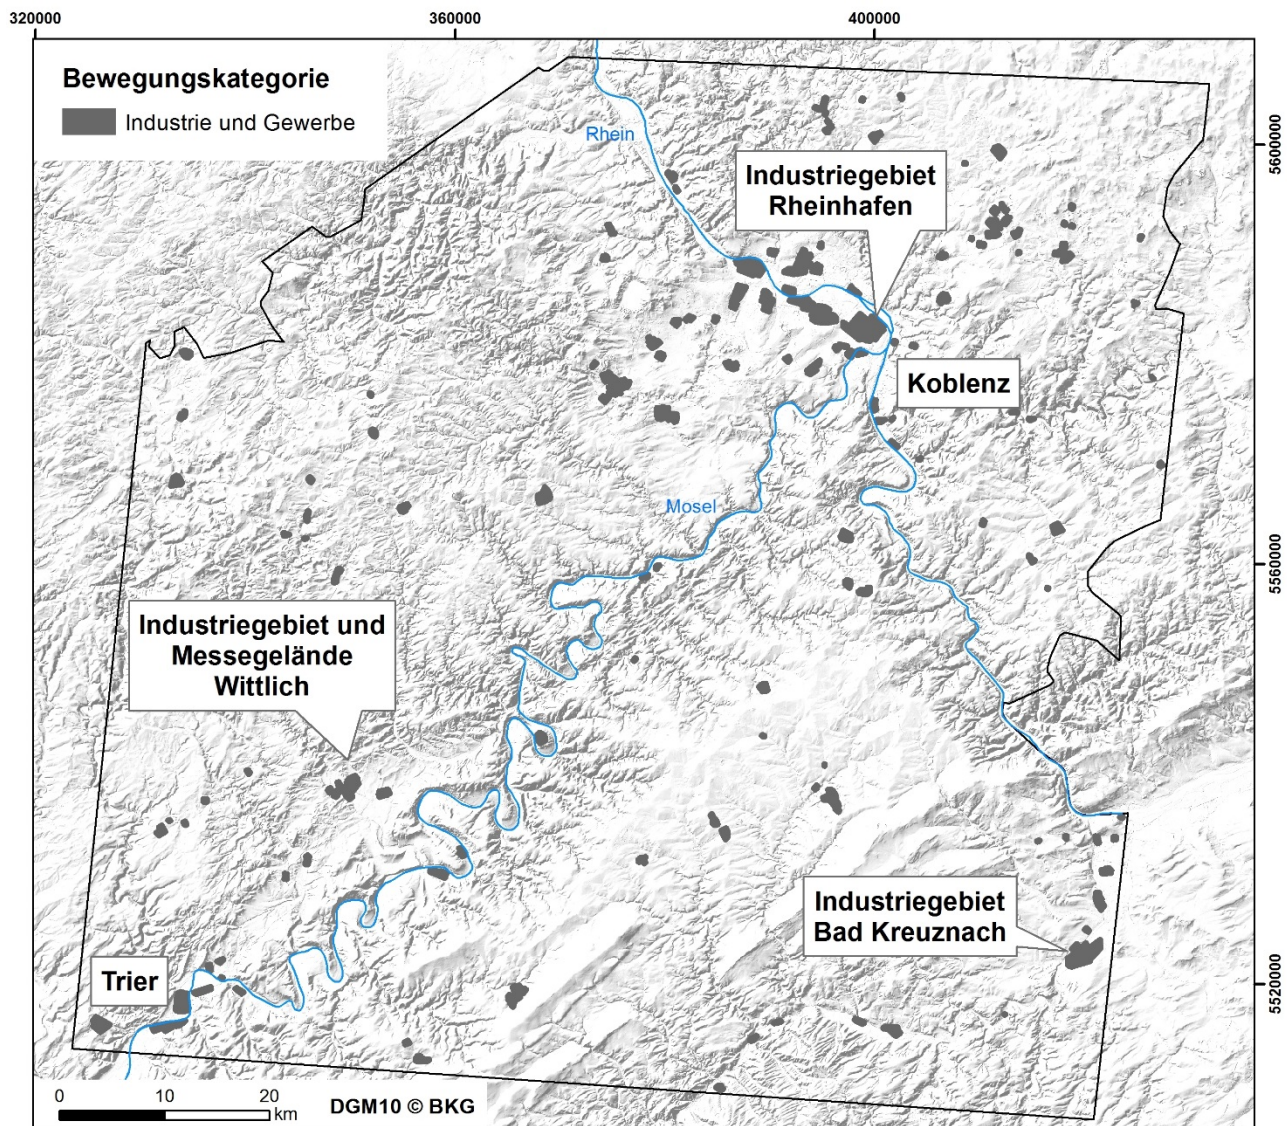 320000
360000
400000
Bewegungskategorie
Industrie und Gewerbe
Rhein
5600000
Industriegebiet
Rheinhafen
Koblenz
Mosel
5560000
Industriegebiet und
Messegelände
Wittlich
Industriegebiet
Bad Kreuznach
Trier
5520000
0 10 20
km
DGM10 © BKG